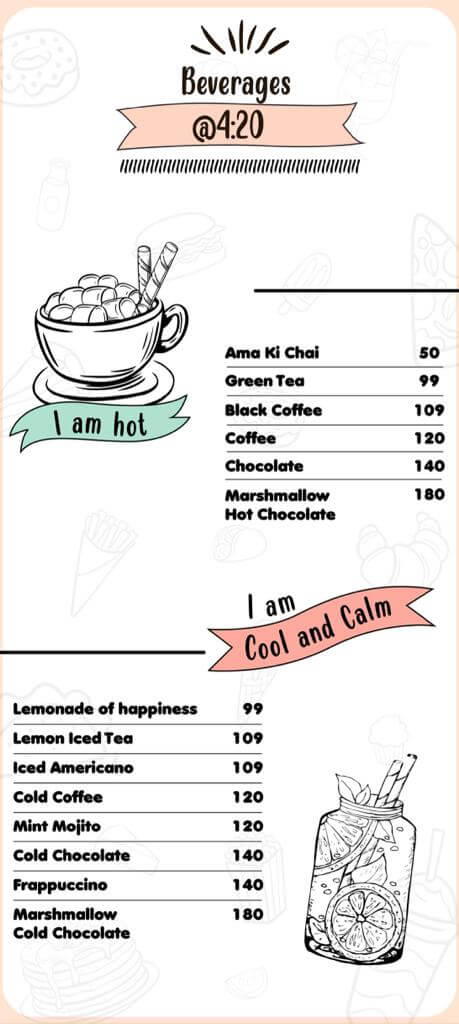 Beverages
@4:20
I am hot
Ama Ki Chai 50
Green Tea 99
Black Coffee 109
Coffee 120
Chocolate 140
Marshmallow 180
Hot Chocolate
I am
Cool and Calm
Lemonade of happiness 99
Lemon Iced Tea 109
Iced Americano 109
Cold Coffee 120
Mint Mojito 120
Cold Chocolate 140
Frappuccino 140
Marshmallow 180
Cold Chocolate